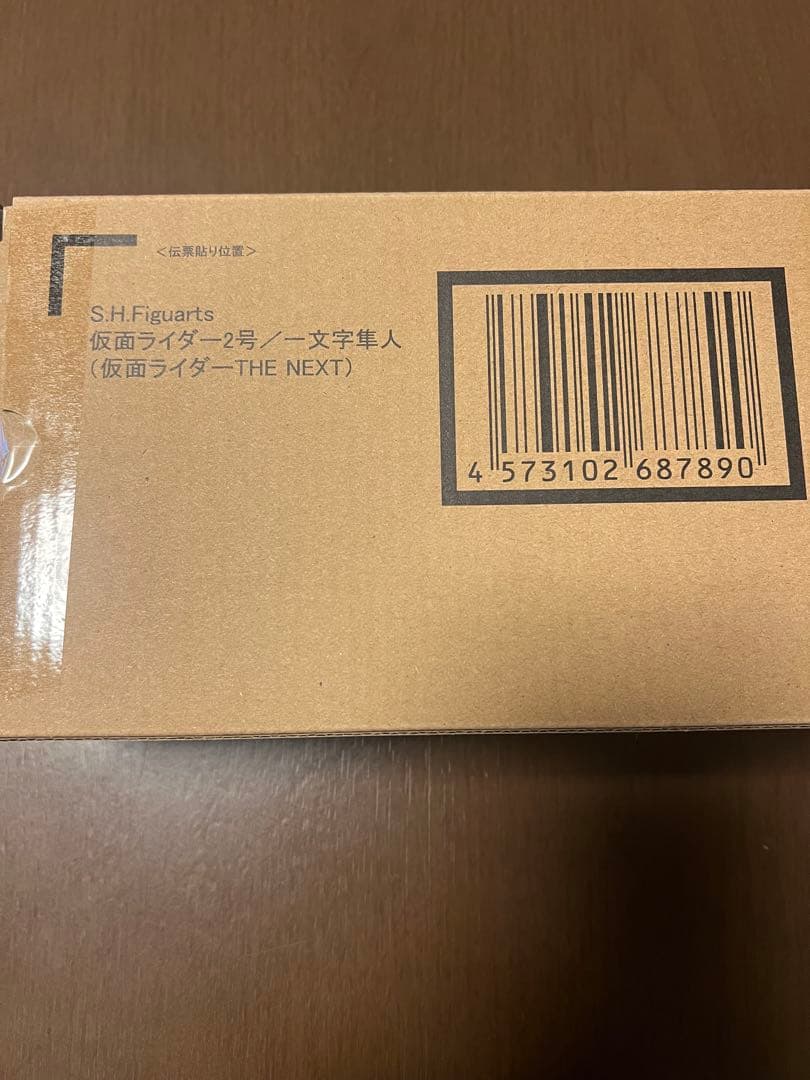 ＜伝票貼り位置＞
S.H.Figuarts
仮面ライダー2号／一文字隼人
（仮面ライダーTHE NEXT）
4 573102 687890